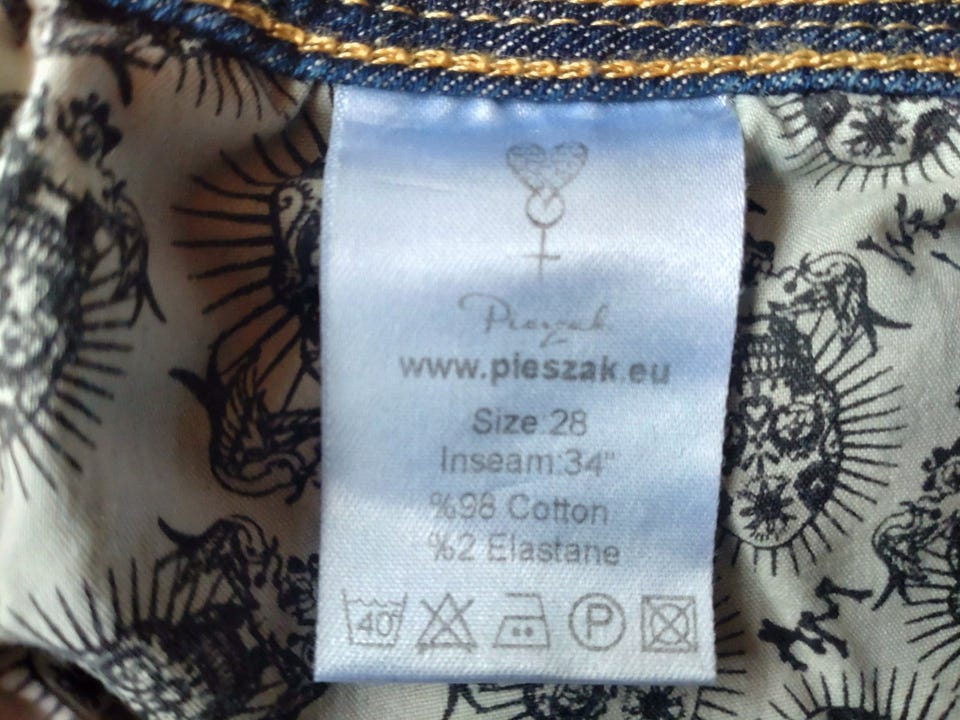 Pieszak
www.pieszak.eu
Size:28
Inseam:34"
%98 Cotton
%2 Elastane
40 P